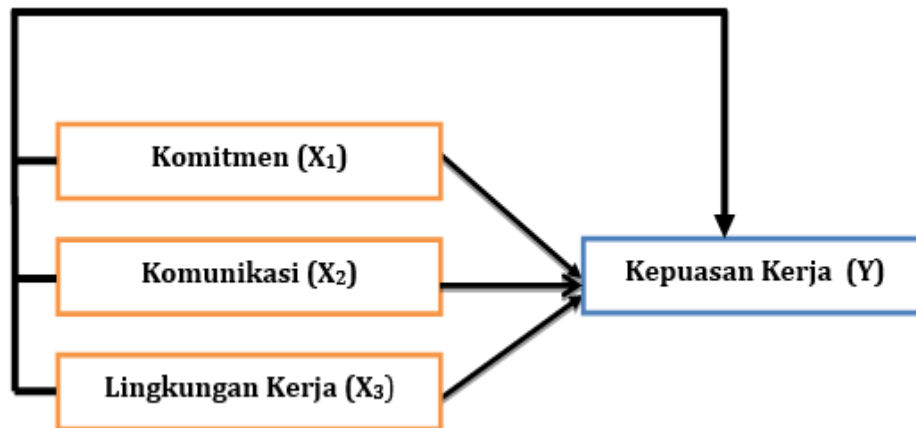 Komitmen (X₁)
Komunikasi (X₂)
Kepuasan Kerja (Y)
Lingkungan Kerja (X₃)